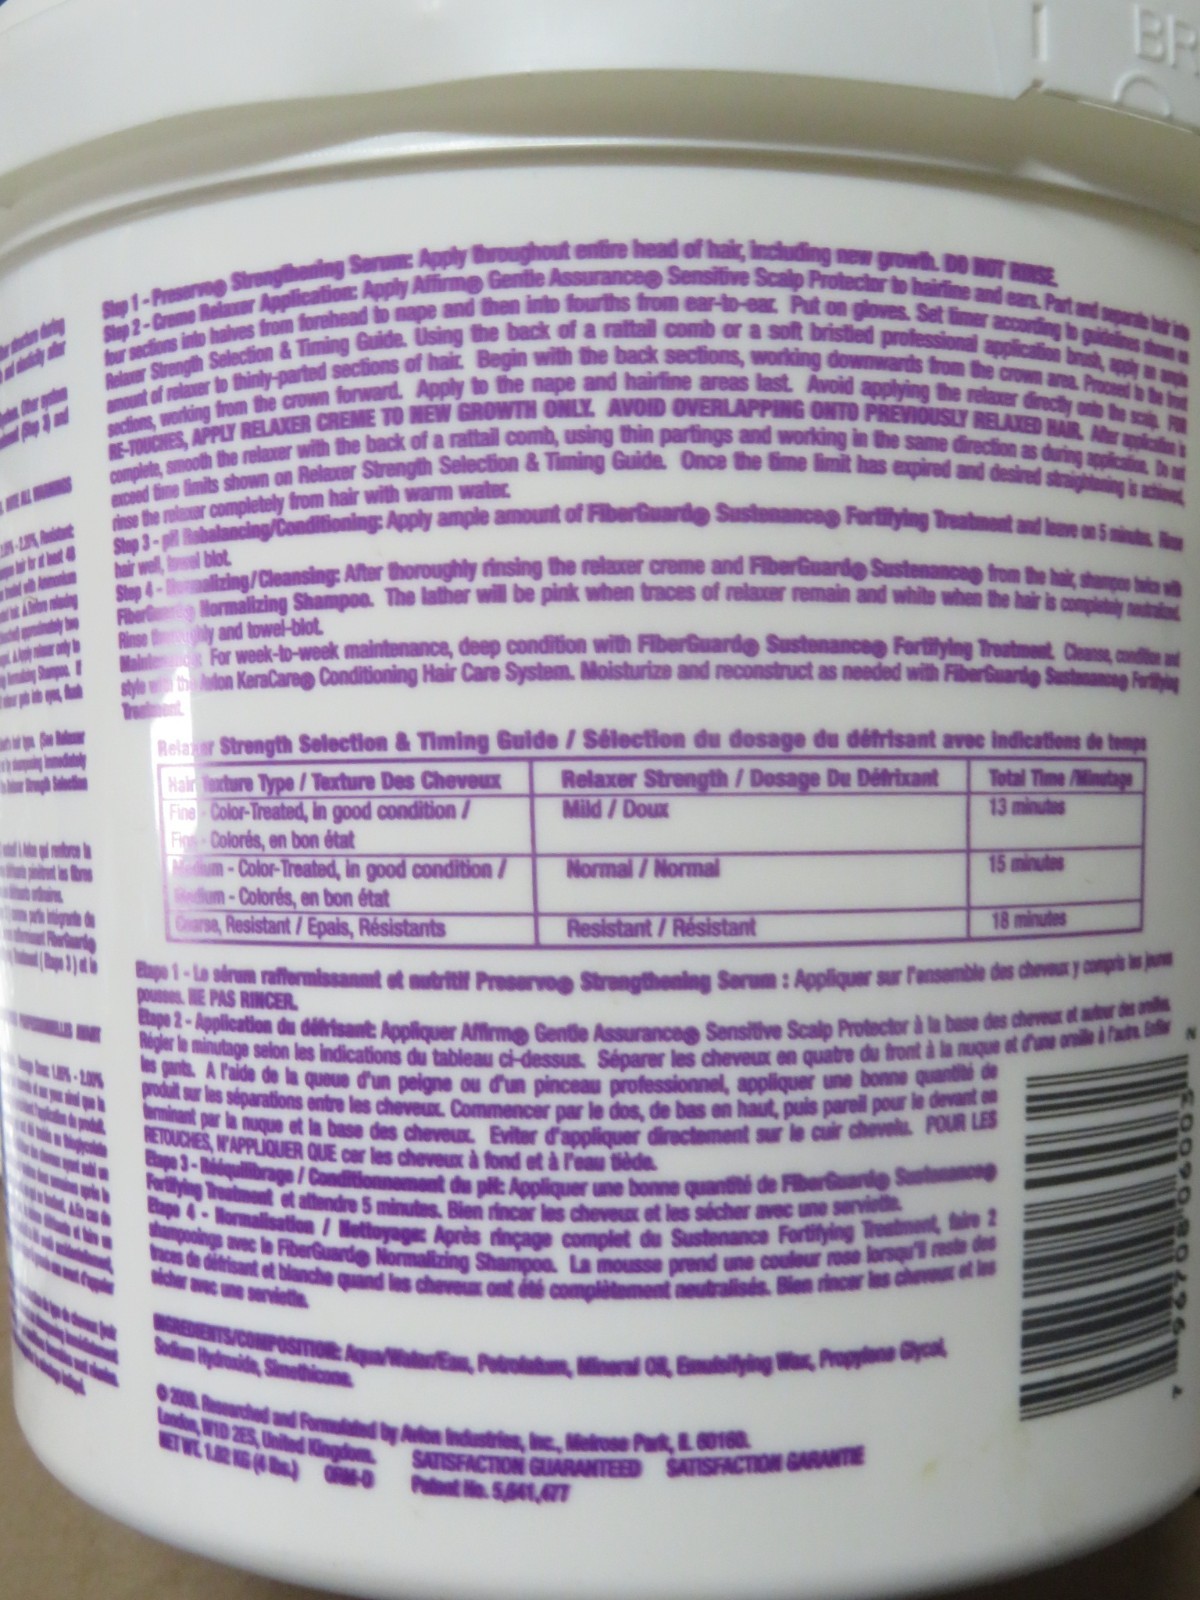 BR
Step 1 - Preservo® Strengthening Serum: Apply throughout entire head of hair, including new growth. DO NOT RINSE.
Step 2 - Creme Relaxer Application: Apply Affirm® Gentle Assurance® Sensitive Scalp Protector to hairline and ears. Part and separate hair into
four sections into halves from forehead to nape and then into fourths from ear-to-ear. Put on gloves. Set timer according to guidelines shown on
Relaxer Strength Selection & Timing Guide. Using the back of a rattail comb or a soft bristled professional application brush, apply an ample
amount of relaxer to thinly-parted sections of hair. Begin with the back sections, working downwards from the crown area. Proceed to the front
sections, working from the crown forward. Apply to the nape and hairline areas last. Avoid applying the relaxer directly onto the scalp. FOR
RE-TOUCHES, APPLY RELAXER CREME TO NEW GROWTH ONLY. AVOID OVERLAPPING ONTO PREVIOUSLY RELAXED HAIR. After application is
complete, smooth the relaxer with the back of a rattail comb, using thin partings and working in the same direction as during application. Do not
exceed time limits shown on Relaxer Strength Selection & Timing Guide. Once the time limit has expired and desired straightening is achieved,
rinse the relaxer completely from hair with warm water.
Step 3 - pH Rebalancing/Conditioning: Apply ample amount of FiberGuard® Sustenance® Fortifying Treatment and leave on 5 minutes. Rinse
hair well, towel blot.
Step 4 - Normalizing/Cleansing: After thoroughly rinsing the relaxer creme and FiberGuard® Sustenance® from the hair, shampoo twice with
FiberGuard® Normalizing Shampoo. The lather will be pink when traces of relaxer remain and white when the hair is completely neutralized.
Rinse thoroughly and towel-blot.
Maintenance: For week-to-week maintenance, deep condition with FiberGuard® Sustenance® Fortifying Treatment. Cleanse, condition and
style with the Avlon KeraCare® Conditioning Hair Care System. Moisturize and reconstruct as needed with FiberGuard® Sustenance® Fortifying
Treatment.
Relaxer Strength Selection & Timing Guide / Sélection du dosage du défrisant avec indications de temps
Hair Texture Type / Texture Des Cheveux Relaxer Strength / Dosage Du Défrixant Total Time /Minutage
Fine - Color-Treated, in good condition / Mild / Doux 13 minutes
Fins - Colorés, en bon état
Medium - Color-Treated, in good condition / Normal / Normal 15 minutes
Medium - Colorés, en bon état
Coarse, Resistant / Epais, Résistants Resistant / Résistant 18 minutes
Etape 1 - Le sérum raffermissanmt et nutritif Preservo® Strengthening Serum : Appliquer sur l'ensemble des cheveux y compris les jeunes
pousses. NE PAS RINCER.
Etape 2 - Application du défrisant: Appliquer Affirm® Gentle Assurance® Sensitive Scalp Protector à la base des cheveux et autour des oreilles.
Régler le minutage selon les indications du tableau ci-dessus. Séparer les cheveux en quatre du front à la nuque et d'une oreille à l'autre. Enfiler
les gants. A l'aide de la queue d'un peigne ou d'un pinceau professionnel, appliquer une bonne quantité de
produit sur les séparations entre les cheveux. Commencer par le dos, de bas en haut, puis pareil pour le devant en
terminant par la nuque et la base des cheveux. Eviter d'appliquer directement sur le cuir chevelu. POUR LES
RETOUCHES, N'APPLIQUER QUE cer les cheveux à fond et à l'eau tiède.
Etape 3 - Rééquilibrage / Conditionnement du pH: Appliquer une bonne quantité de FiberGuard® Sustenance®
Fortifying Treatment et attendre 5 minutes. Bien rincer les cheveux et les sécher avec une serviette.
Etape 4 - Normalisation / Nettoyage: Après rinçage complet du Sustenance Fortifying Treatment, faire 2
shampooings avec le FiberGuard® Normalizing Shampoo. La mousse prend une couleur rose lorsqu'il reste des
traces de défrisant et blanche quand les cheveux ont été complètement neutralisés. Bien rincer les cheveux et les
sécher avec une serviette.
INGREDIENTS/COMPOSITION: Aqua/Water/Eau, Petrolatum, Mineral Oil, Emulsifying Wax, Propylene Glycol,
Sodium Hydroxide, Simethicone.
© 2009. Researched and Formulated by Avlon Industries, Inc., Melrose Park, IL 60160.
London, W1D 2ES, United Kingdom. SATISFACTION GUARANTEED SATISFACTION GARANTIE
NET WT. 1.82 KG (4 lbs.) ORM-D Patent No. 5,641,477